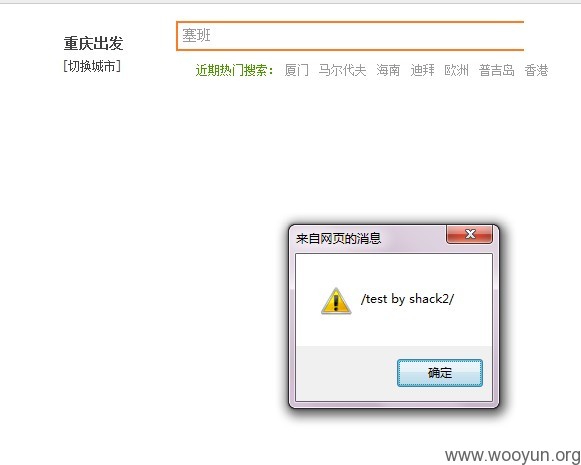 重庆出发
[切换城市]
塞班
近期热门搜索： 厦门 马尔代夫 海南 迪拜 欧洲 普吉岛 香港
来自网页的消息
/test by shack2/
确定
www.wooyun.org